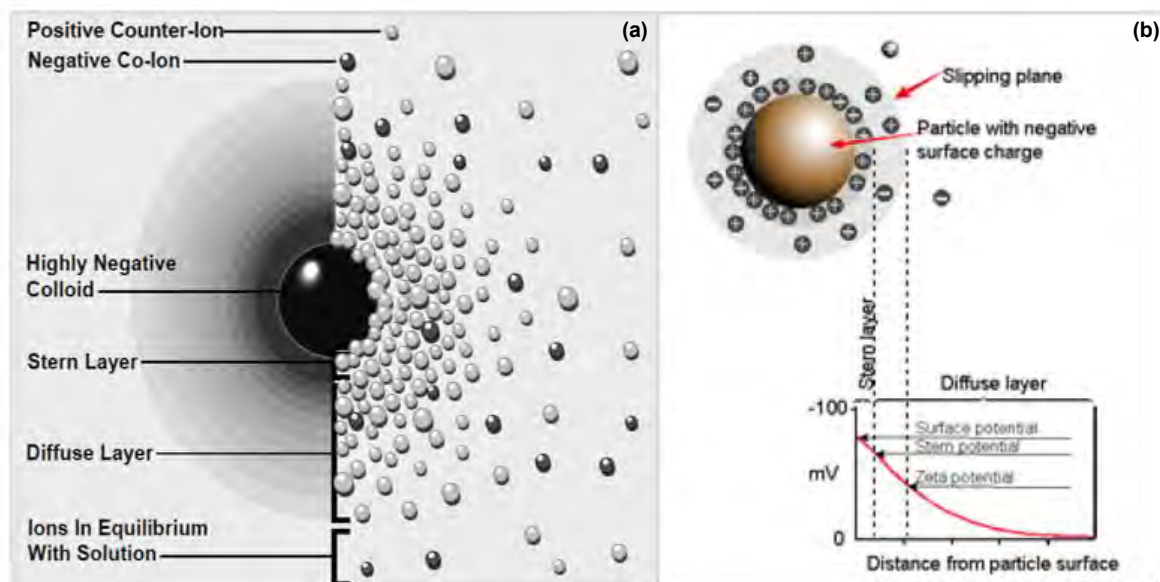 (a)
Positive Counter-Ion
Negative Co-Ion
Highly Negative
Colloid
Stern Layer
Diffuse Layer
Ions In Equilibrium
With Solution
(b)
Slipping plane
Particle with negative
surface charge
Stern layer
Diffuse layer
-100
Surface potential
Stern potential
mV
Zeta potential
0
Distance from particle surface